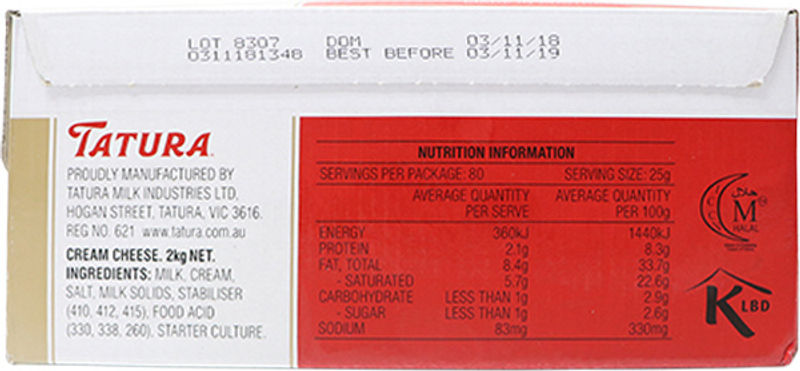 LOT 8307 DOM 03/11/18
0311181348 BEST BEFORE 03/11/19
TATURA
PROUDLY MANUFACTURED BY
TATURA MILK INDUSTRIES LTD,
HOGAN STREET, TATURA, VIC 3616.
REG NO. 621 www.tatura.com.au
CREAM CHEESE. 2kg NET.
INGREDIENTS: MILK, CREAM,
SALT, MILK SOLIDS, STABILISER
(410, 412, 415), FOOD ACID
(330, 338, 260), STARTER CULTURE.
NUTRITION INFORMATION
SERVINGS PER PACKAGE: 80 SERVING SIZE: 25g
AVERAGE QUANTITY AVERAGE QUANTITY
PER SERVE PER 100g
ENERGY 360kJ 1440kJ
PROTEIN 2.1g 8.3g
FAT, TOTAL 8.4g 33.7g
- SATURATED 5.7g 22.6g
CARBOHYDRATE LESS THAN 1g 2.9g
- SUGAR LESS THAN 1g 2.6g
SODIUM 83mg 330mg
حلال
M
HALAL
K LBD